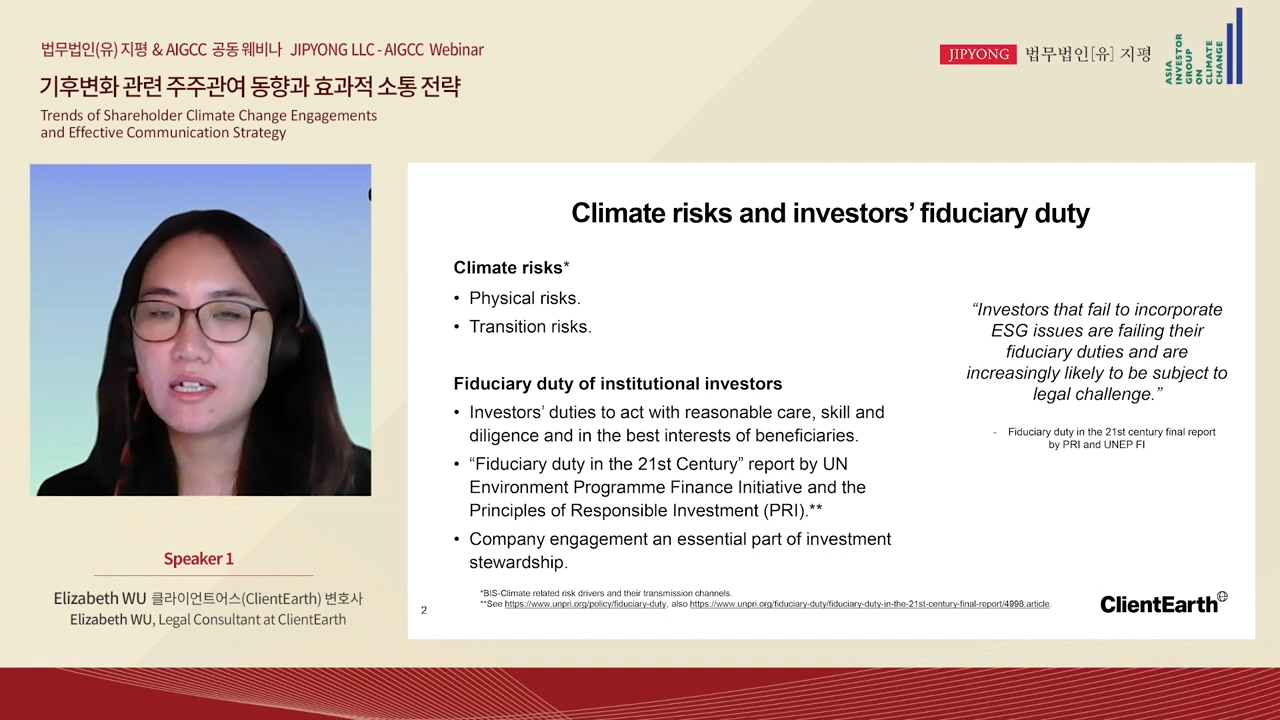 법무법인(유) 지평 & AIGCC 공동 웨비나 JIPYONG LLC - AIGCC Webinar
기후변화 관련 주주관여 동향과 효과적 소통 전략
Trends of Shareholder Climate Change Engagements
and Effective Communication Strategy
JIPYONG 법무법인[유] 지평
ASIA
INVESTOR
GROUP
ON
CLIMATE
CHANGE
Climate risks and investors’ fiduciary duty
Climate risks*
• Physical risks.
• Transition risks.
Fiduciary duty of institutional investors
• Investors’ duties to act with reasonable care, skill and
diligence and in the best interests of beneficiaries.
• “Fiduciary duty in the 21st Century” report by UN
Environment Programme Finance Initiative and the
Principles of Responsible Investment (PRI).**
• Company engagement an essential part of investment
stewardship.
“Investors that fail to incorporate
ESG issues are failing their
fiduciary duties and are
increasingly likely to be subject to
legal challenge.”
- Fiduciary duty in the 21st century final report
by PRI and UNEP FI
*BIS-Climate related risk drivers and their transmission channels.
**See https://www.unpri.org/policy/fiduciary-duty, also https://www.unpri.org/fiduciary-duty/fiduciary-duty-in-the-21st-century-final-report/4998.article.
2
ClientEarth
Speaker 1
Elizabeth WU 클라이언트어스(ClientEarth) 변호사
Elizabeth WU, Legal Consultant at ClientEarth